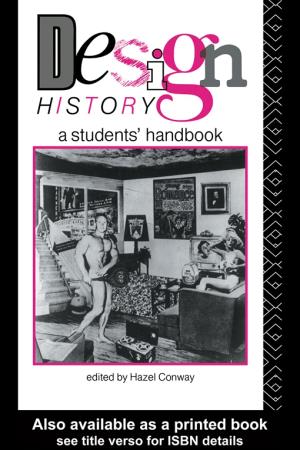 Design
HISTORY
a students' handbook
edited by Hazel Conway
Also available as a printed book
see title verso for ISBN details